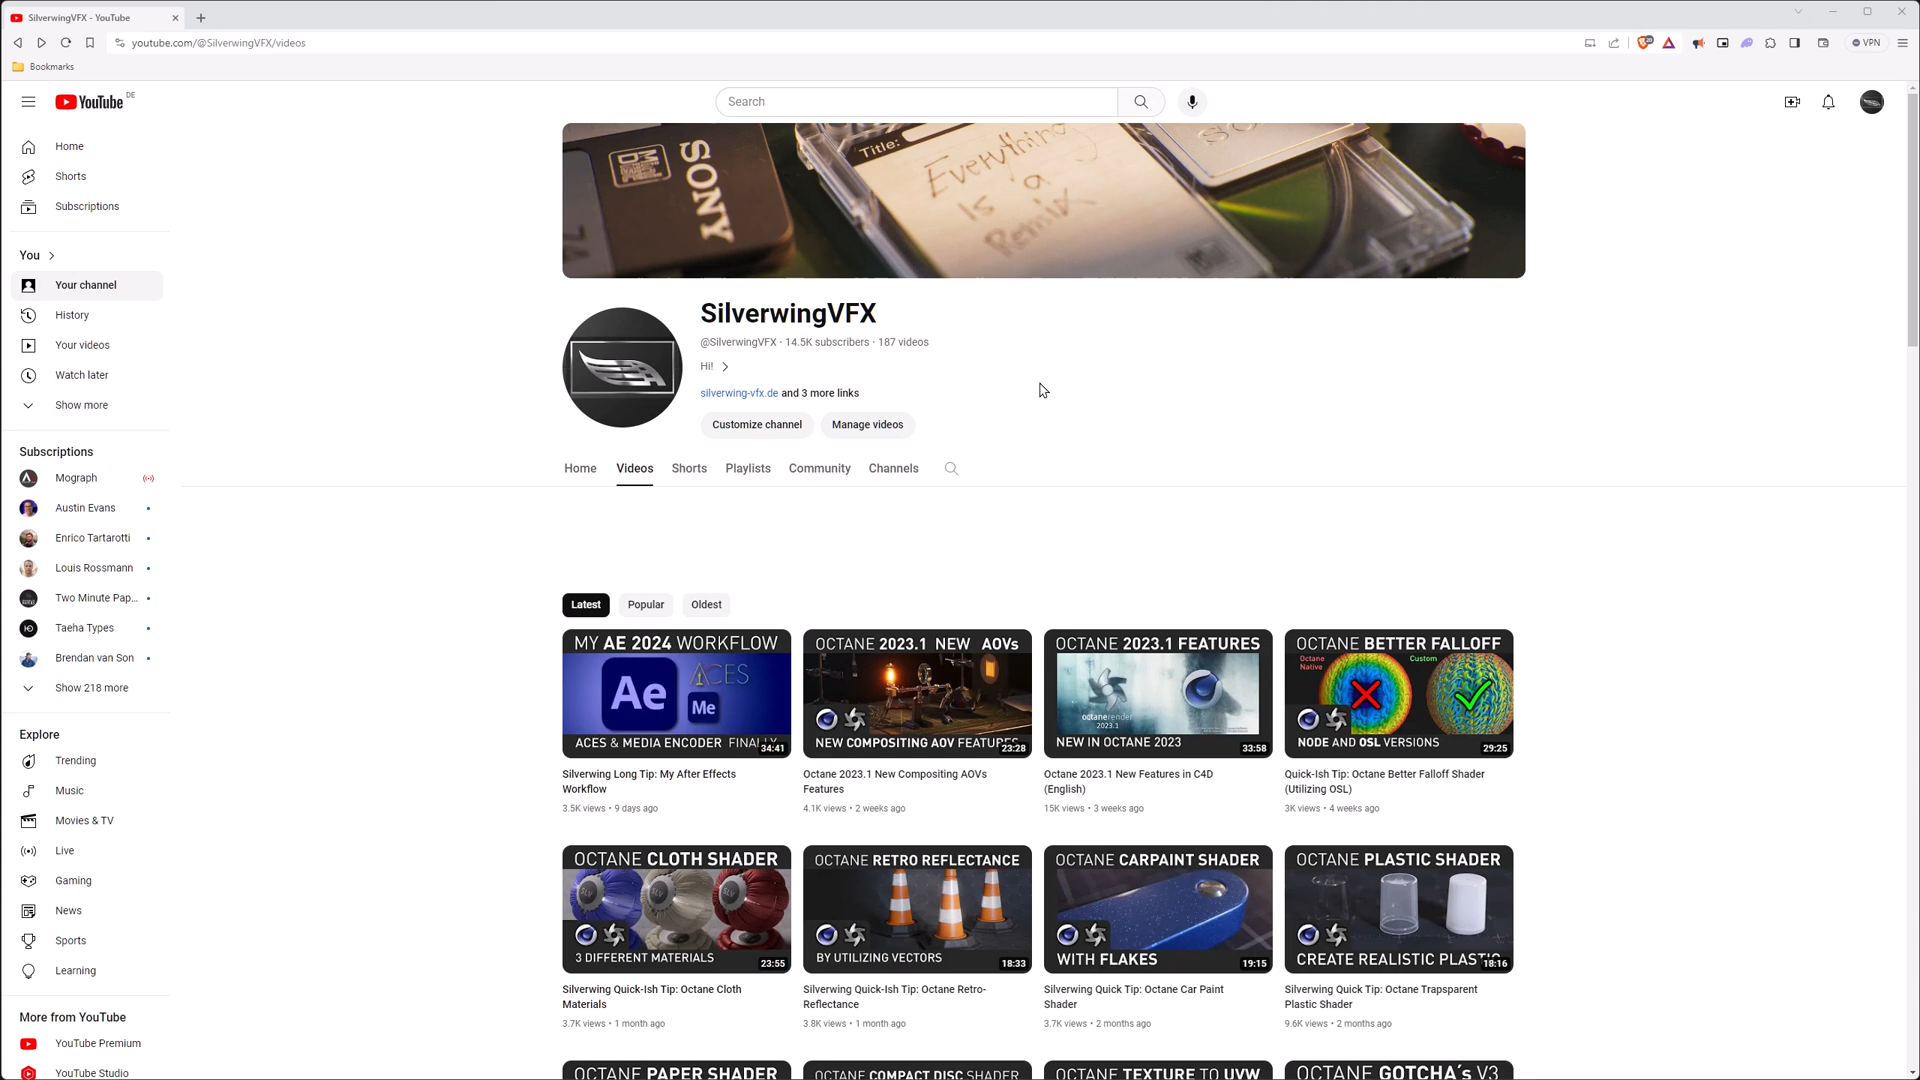 SilverwingVFX - YouTube
youtube.com/@SilverwingVFX/videos
VPN
Bookmarks
YouTube DE
Search
Home
Shorts
Subscriptions
You
Your channel
History
Your videos
Watch later
Show more
Subscriptions
Mograph
Austin Evans
Enrico Tartarotti
Louis Rossmann
Two Minute Pap...
Taeha Types
Brendan van Son
Show 218 more
Explore
Trending
Music
Movies & TV
Live
Gaming
News
Sports
Learning
More from YouTube
YouTube Premium
YouTube Studio
SONY
Title:
Everything
is a
Remix
SilverwingVFX
@SilverwingVFX · 14.5K subscribers · 187 videos
Hi!
silverwing-vfx.de and 3 more links
Customize channel
Manage videos
Home
Videos
Shorts
Playlists
Community
Channels
Latest
Popular
Oldest
MY AE 2024 WORKFLOW
ACES
Ae
Me
ACES & MEDIA ENCODER FINALLY
34:41
Silverwing Long Tip: My After Effects
Workflow
3.5K views • 9 days ago
OCTANE 2023.1 NEW AOVs
NEW COMPOSITING AOV FEATURES
23:28
Octane 2023.1 New Compositing AOVs
Features
4.1K views • 2 weeks ago
OCTANE 2023.1 FEATURES
octanerender
2023.1
NEW IN OCTANE 2023
33:58
Octane 2023.1 New Features in C4D
(English)
15K views • 3 weeks ago
OCTANE BETTER FALLOFF
Octane
Native
Custom
NODE AND OSL VERSIONS
29:25
Quick-Ish Tip: Octane Better Falloff Shader
(Utilizing OSL)
3K views • 4 weeks ago
OCTANE CLOTH SHADER
3 DIFFERENT MATERIALS
23:55
Silverwing Quick-Ish Tip: Octane Cloth
Materials
3.7K views • 1 month ago
OCTANE RETRO REFLECTANCE
BY UTILIZING VECTORS
18:33
Silverwing Quick-Ish Tip: Octane Retro-
Reflectance
3.8K views • 1 month ago
OCTANE CARPAINT SHADER
WITH FLAKES
19:15
Silverwing Quick Tip: Octane Car Paint
Shader
3.7K views • 2 months ago
OCTANE PLASTIC SHADER
CREATE REALISTIC PLASTIC
18:16
Silverwing Quick Tip: Octane Trapsparent
Plastic Shader
9.6K views • 2 months ago
OCTANE PAPER SHADER
OCTANE COMPACT DISC SHADER
OCTANE TEXTURE TO UVW
OCTANE GOTCHA's V3